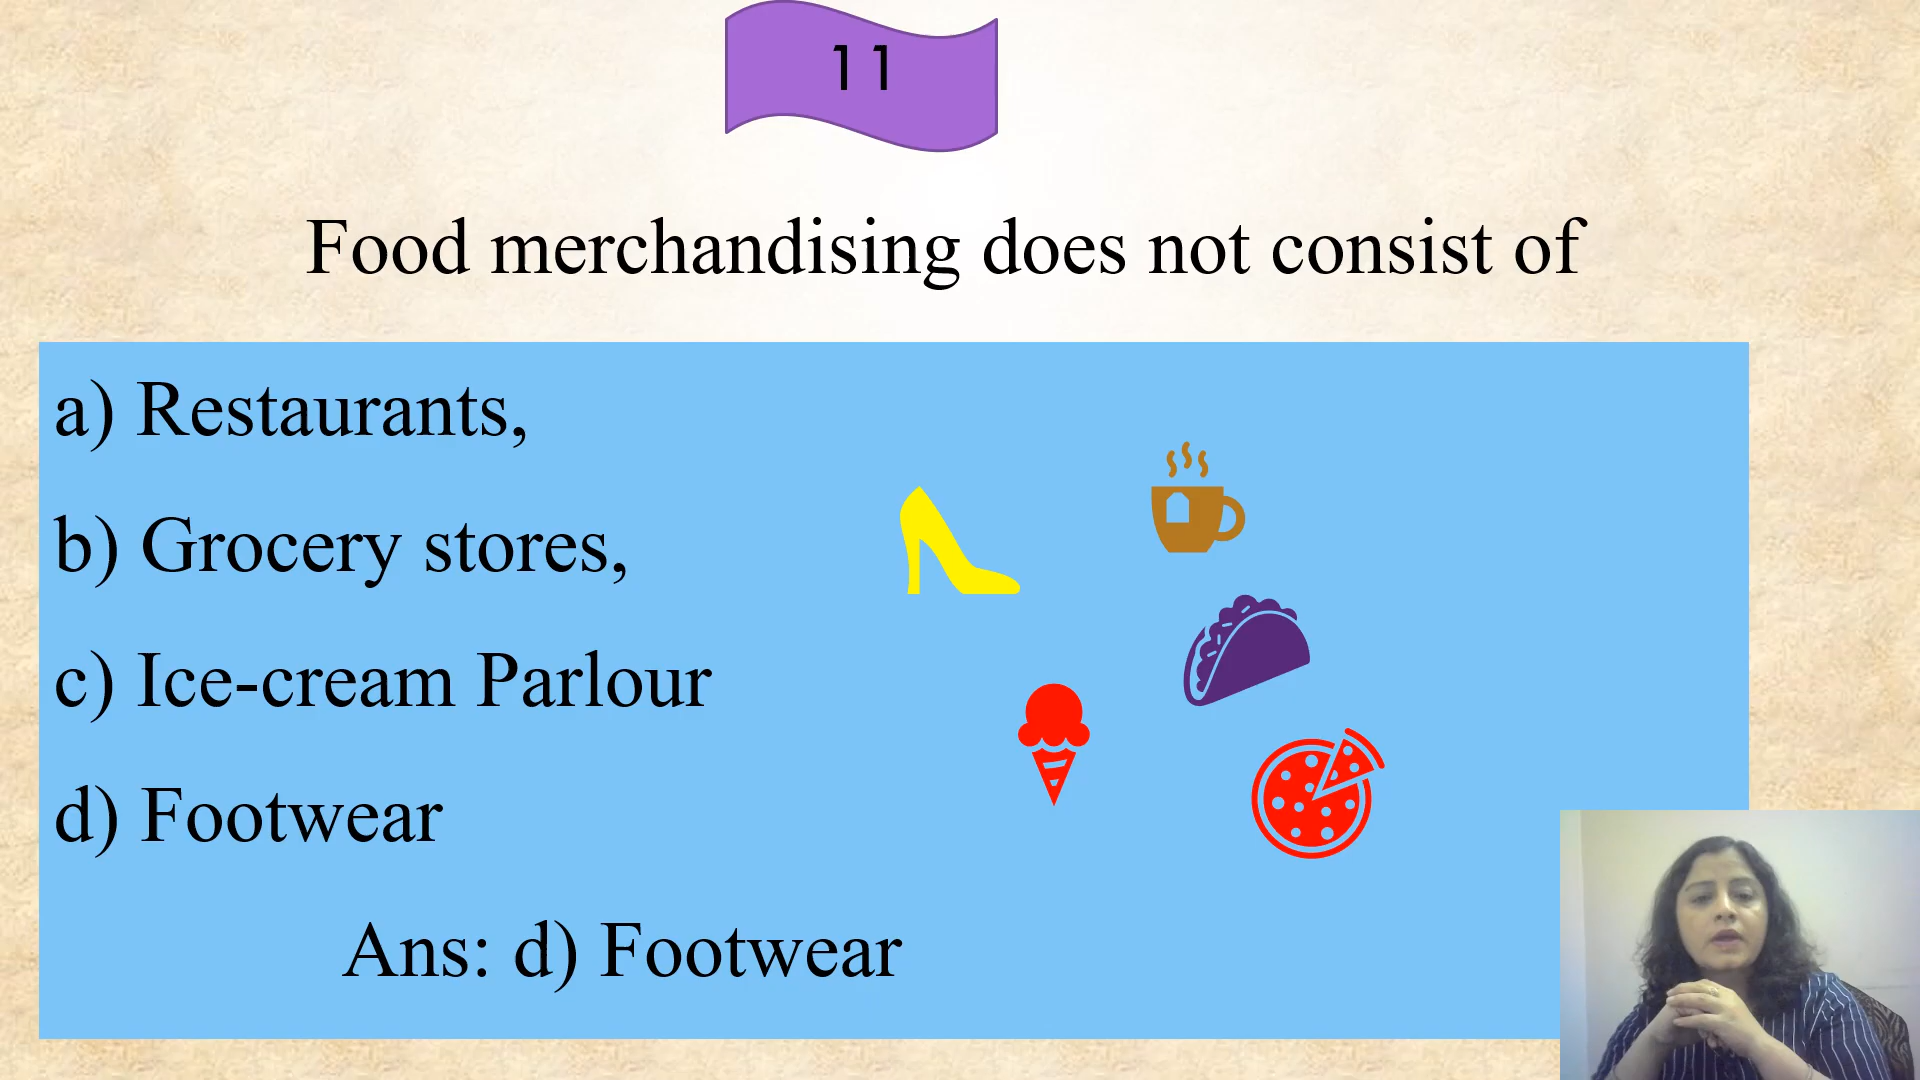 11
Food merchandising does not consist of
a) Restaurants,
b) Grocery stores,
c) Ice-cream Parlour
d) Footwear
Ans: d) Footwear